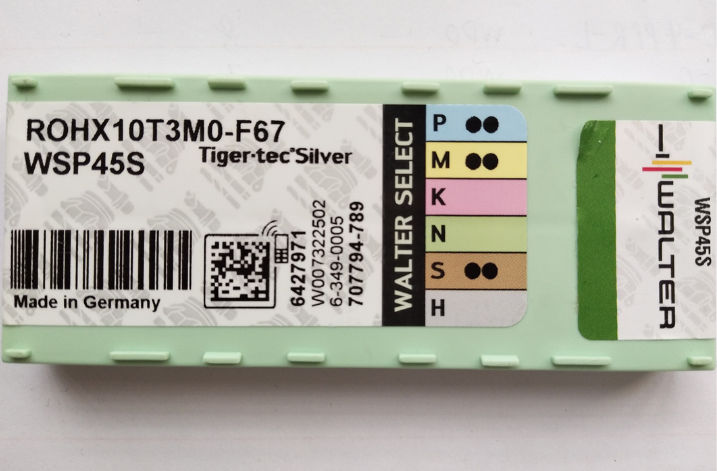 ROHX10T3M0-F67
WSP45S
Tiger·tec®Silver
Made in Germany
6427971
W007322502
6-349-0005
707794-789
WALTER SELECT
P ●●
M ●●
K
N
S ●●
H
WALTER
WSP45S